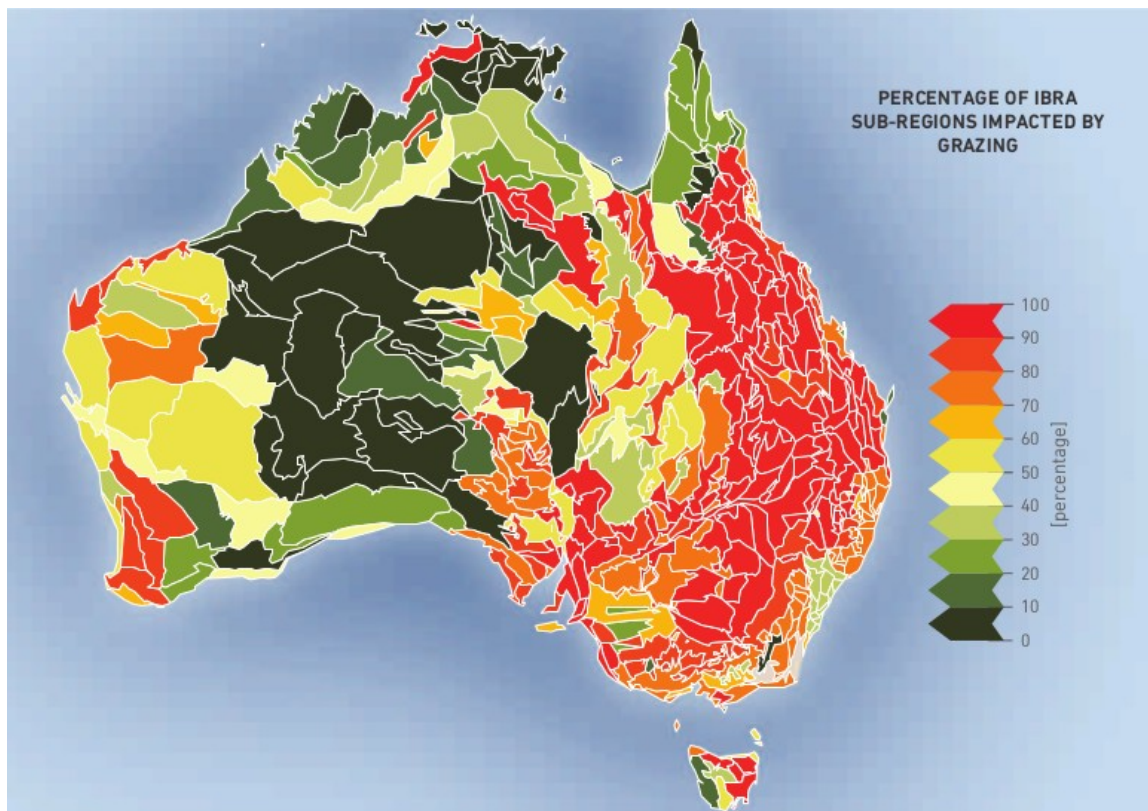 PERCENTAGE OF IBRA
SUB-REGIONS IMPACTED BY
GRAZING
100
90
80
70
60
50
40
30
20
10
0
[percentage]